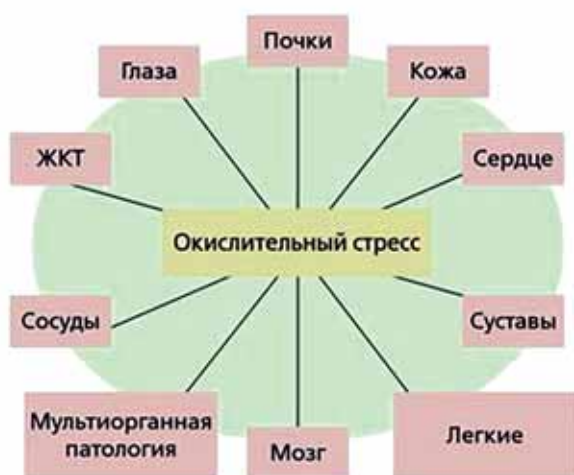 Почки
Глаза
Кожа
ЖКТ
Сердце
Окислительный стресс
Сосуды
Суставы
Мультиорганная
патология
Мозг
Легкие